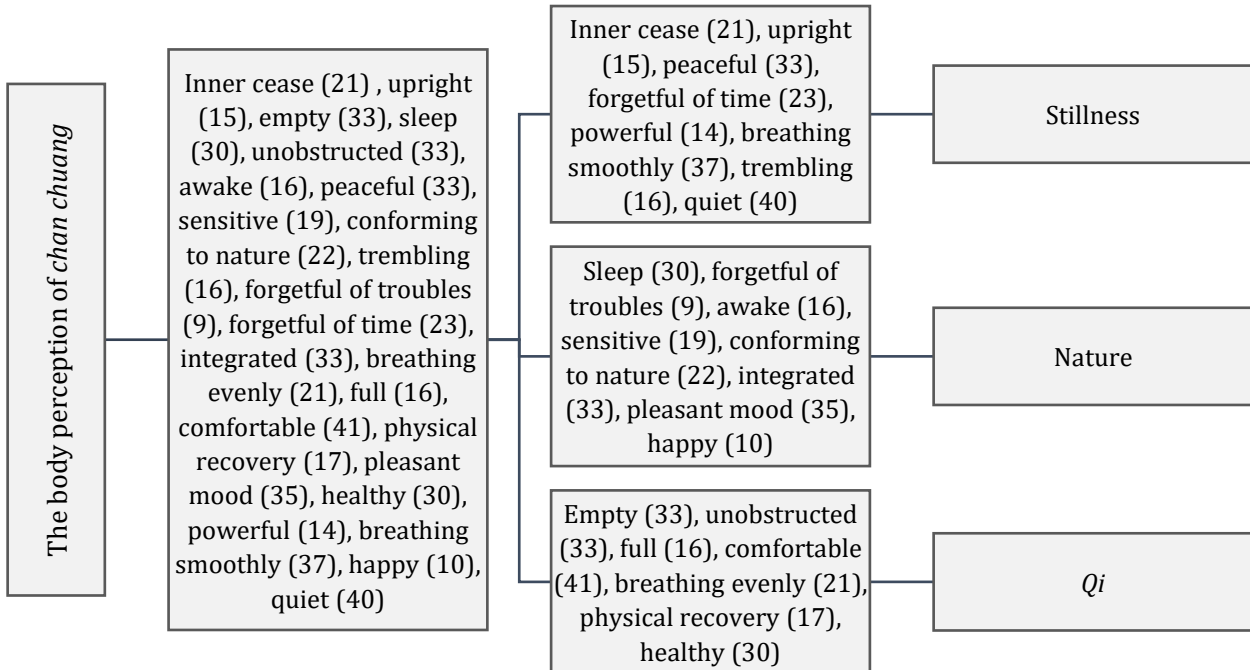 The body perception of chan chuang
Inner cease (21) , upright
(15), empty (33), sleep
(30), unobstructed (33),
awake (16), peaceful (33),
sensitive (19), conforming
to nature (22), trembling
(16), forgetful of troubles
(9), forgetful of time (23),
integrated (33), breathing
evenly (21), full (16),
comfortable (41), physical
recovery (17), pleasant
mood (35), healthy (30),
powerful (14), breathing
smoothly (37), happy (10),
quiet (40)
Inner cease (21), upright
(15), peaceful (33),
forgetful of time (23),
powerful (14), breathing
smoothly (37), trembling
(16), quiet (40)
Stillness
Sleep (30), forgetful of
troubles (9), awake (16),
sensitive (19), conforming
to nature (22), integrated
(33), pleasant mood (35),
happy (10)
Nature
Empty (33), unobstructed
(33), full (16), comfortable
(41), breathing evenly (21),
physical recovery (17),
healthy (30)
Qi